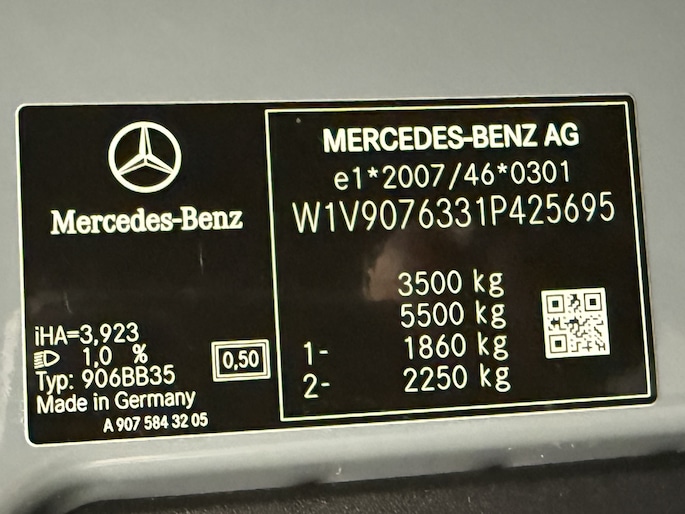 Mercedes-Benz
iHA=3,923
1,0 %
Typ: 906BB35
Made in Germany
A 907 584 32 05
0,50
MERCEDES-BENZ AG
e1*2007/46*0301
W1V9076331P425695
3500 kg
5500 kg
1- 1860 kg
2- 2250 kg